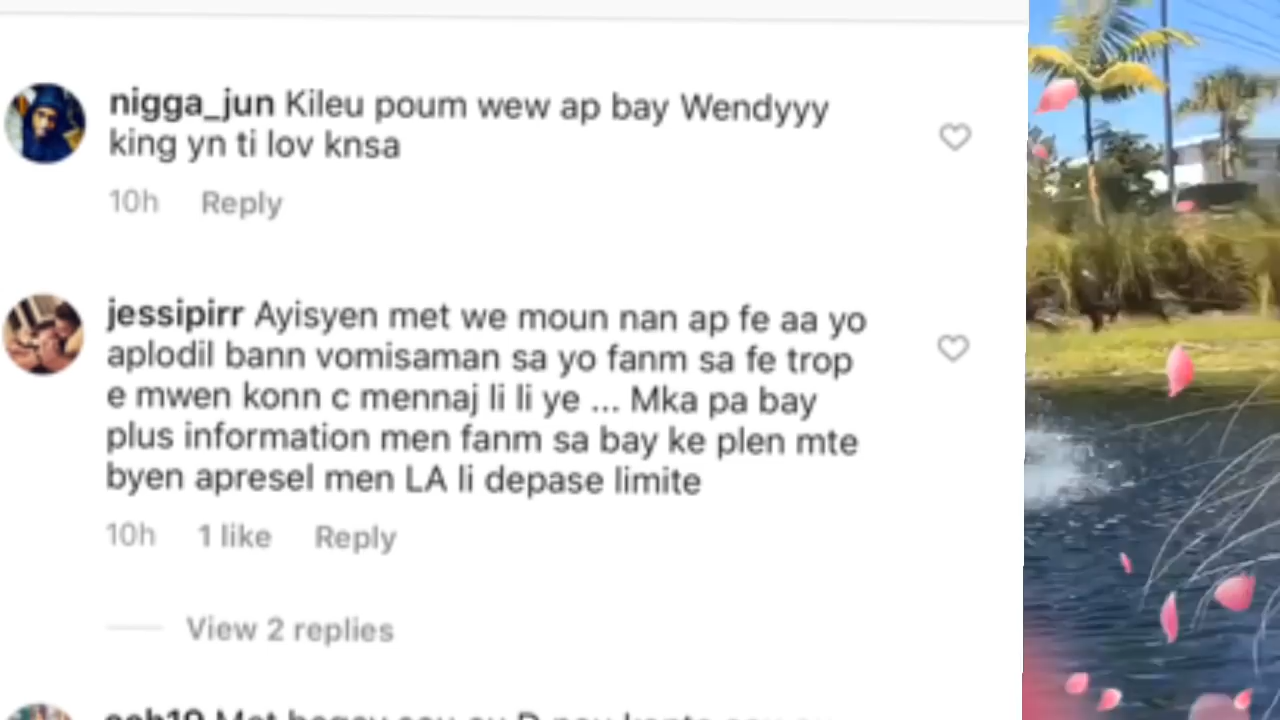 nigga_jun Kileu poum wew ap bay Wendyyy
king yn ti lov knsa
10h Reply
jessipirr Ayisyen met we moun nan ap fe aa yo
aplodil bann vomisaman sa yo fanm sa fe trop
e mwen konn c mennaj li li ye ... Mka pa bay
plus information men fanm sa bay ke plen mte
byen apresel men LA li depase limite
10h 1 like Reply
View 2 replies